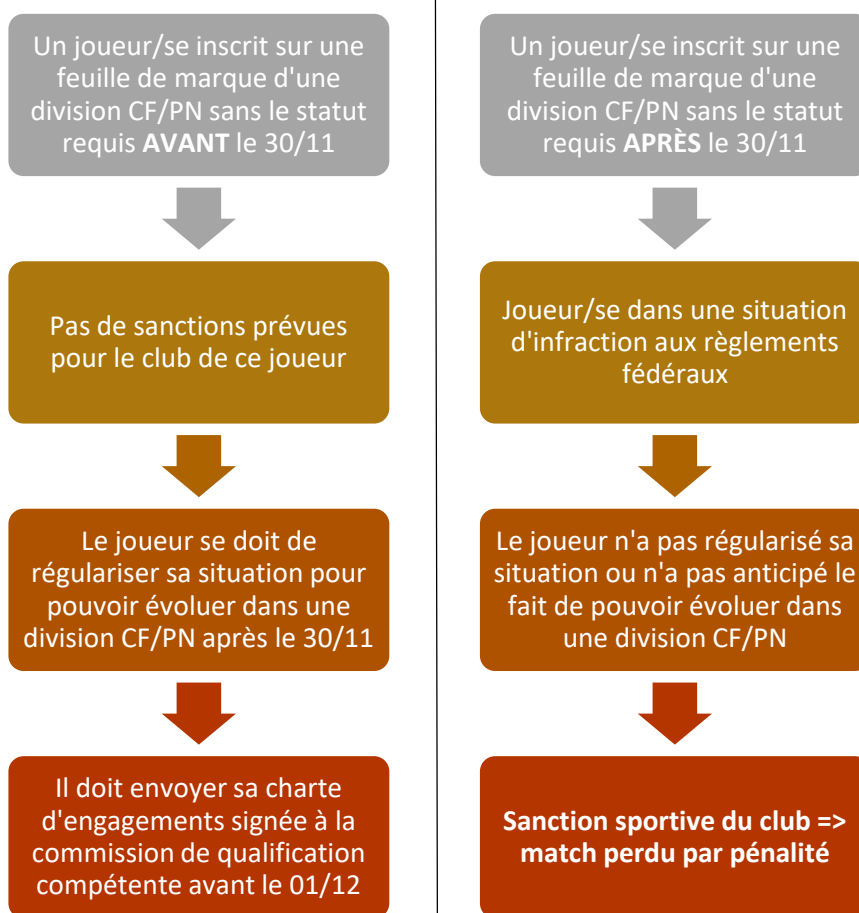 Un joueur/se inscrit sur une
feuille de marque d'une
division CF/PN sans le statut
requis AVANT le 30/11
Pas de sanctions prévues
pour le club de ce joueur
Le joueur se doit de
régulariser sa situation pour
pouvoir évoluer dans une
division CF/PN après le 30/11
Il doit envoyer sa charte
d'engagements signée à la
commission de qualification
compétente avant le 01/12
Un joueur/se inscrit sur une
feuille de marque d'une
division CF/PN sans le statut
requis APRÈS le 30/11
Joueur/se dans une situation
d'infraction aux règlements
fédéraux
Le joueur n'a pas régularisé sa
situation ou n'a pas anticipé le
fait de pouvoir évoluer dans
une division CF/PN
Sanction sportive du club =>
match perdu par pénalité